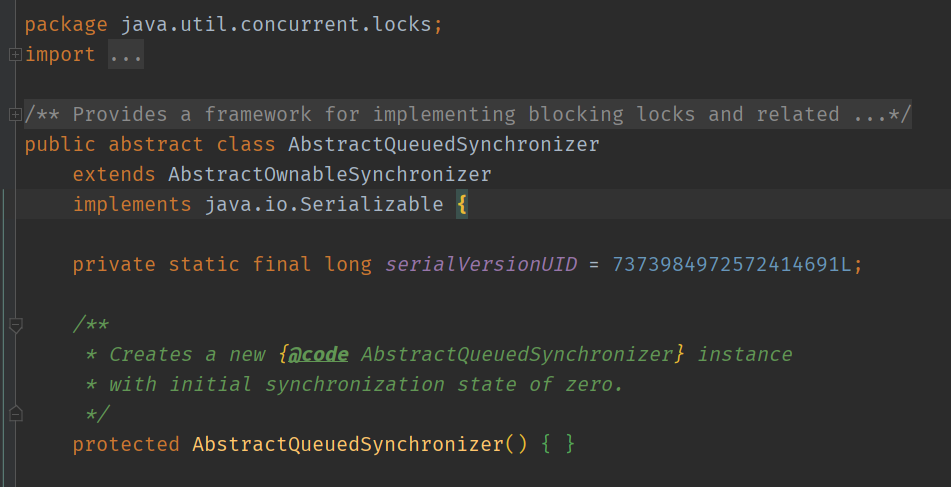 package java.util.concurrent.locks;
import ...
/** Provides a framework for implementing blocking locks and related ...*/
public abstract class AbstractQueuedSynchronizer
extends AbstractOwnableSynchronizer
implements java.io.Serializable {
private static final long serialVersionUID = 7373984972572414691L;
/**
* Creates a new {@code AbstractQueuedSynchronizer} instance
* with initial synchronization state of zero.
*/
protected AbstractQueuedSynchronizer() { }